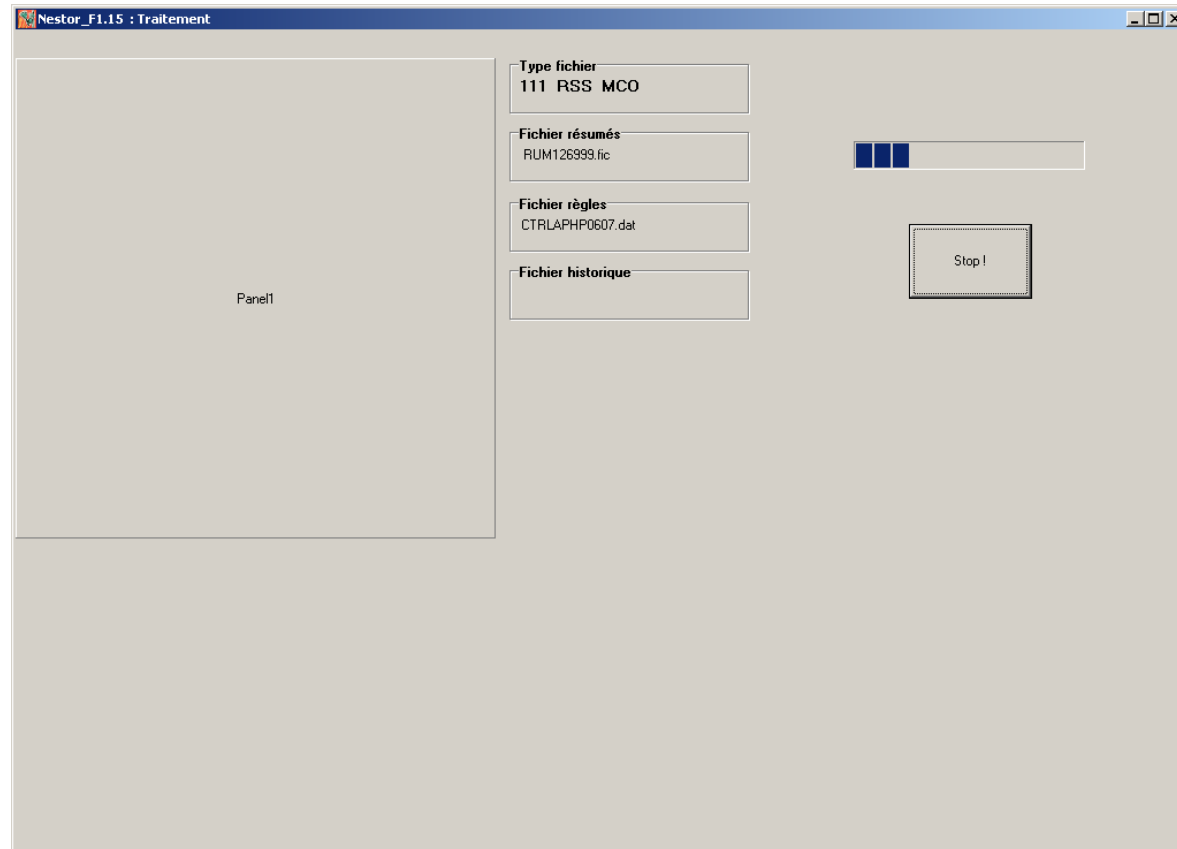 Nestor_F1.15 : Traitement
Panel1
Type fichier
111 RSS MCO
Fichier résumés
RUM126999.fic
Fichier règles
CTRLAPHP0607.dat
Fichier historique
Stop !